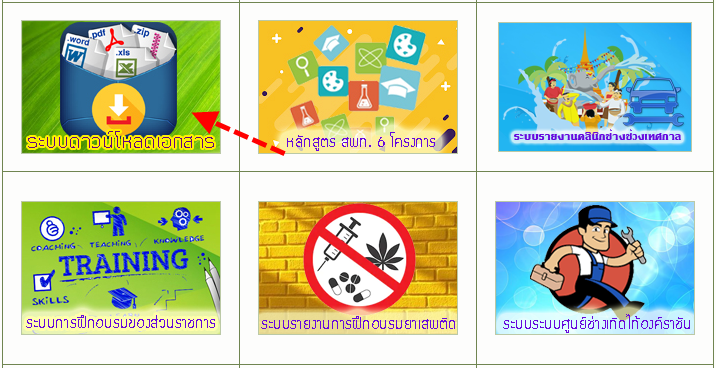 .word
.pdf
.zip
.xls
ระบบดาวน์โหลดเอกสาร
หลักสูตร สพท. 6 โครงการ
ระบบรายงานคลินิกช่างช่วงเทศกาล
COACHING
TEACHING
KNOWLEDGE
TRAINING
SKILLS
ระบบการฝึกอบรมของส่วนราชการ
ระบบรายงานการฝึกอบรมยาเสพติด
ระบบระบบศูนย์ช่างเทิดไท้องค์ราชัน